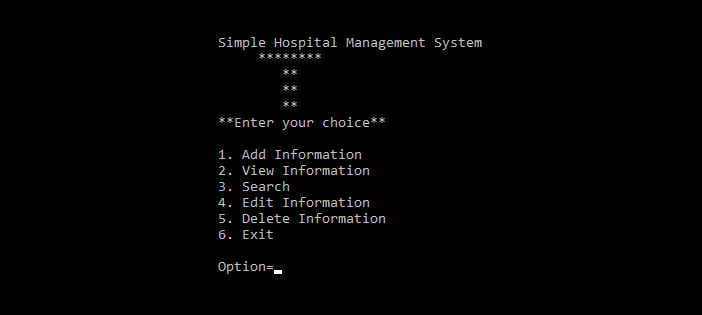 Simple Hospital Management System
********
**
**
**
**Enter your choice**
1. Add Information
2. View Information
3. Search
4. Edit Information
5. Delete Information
6. Exit
Option=